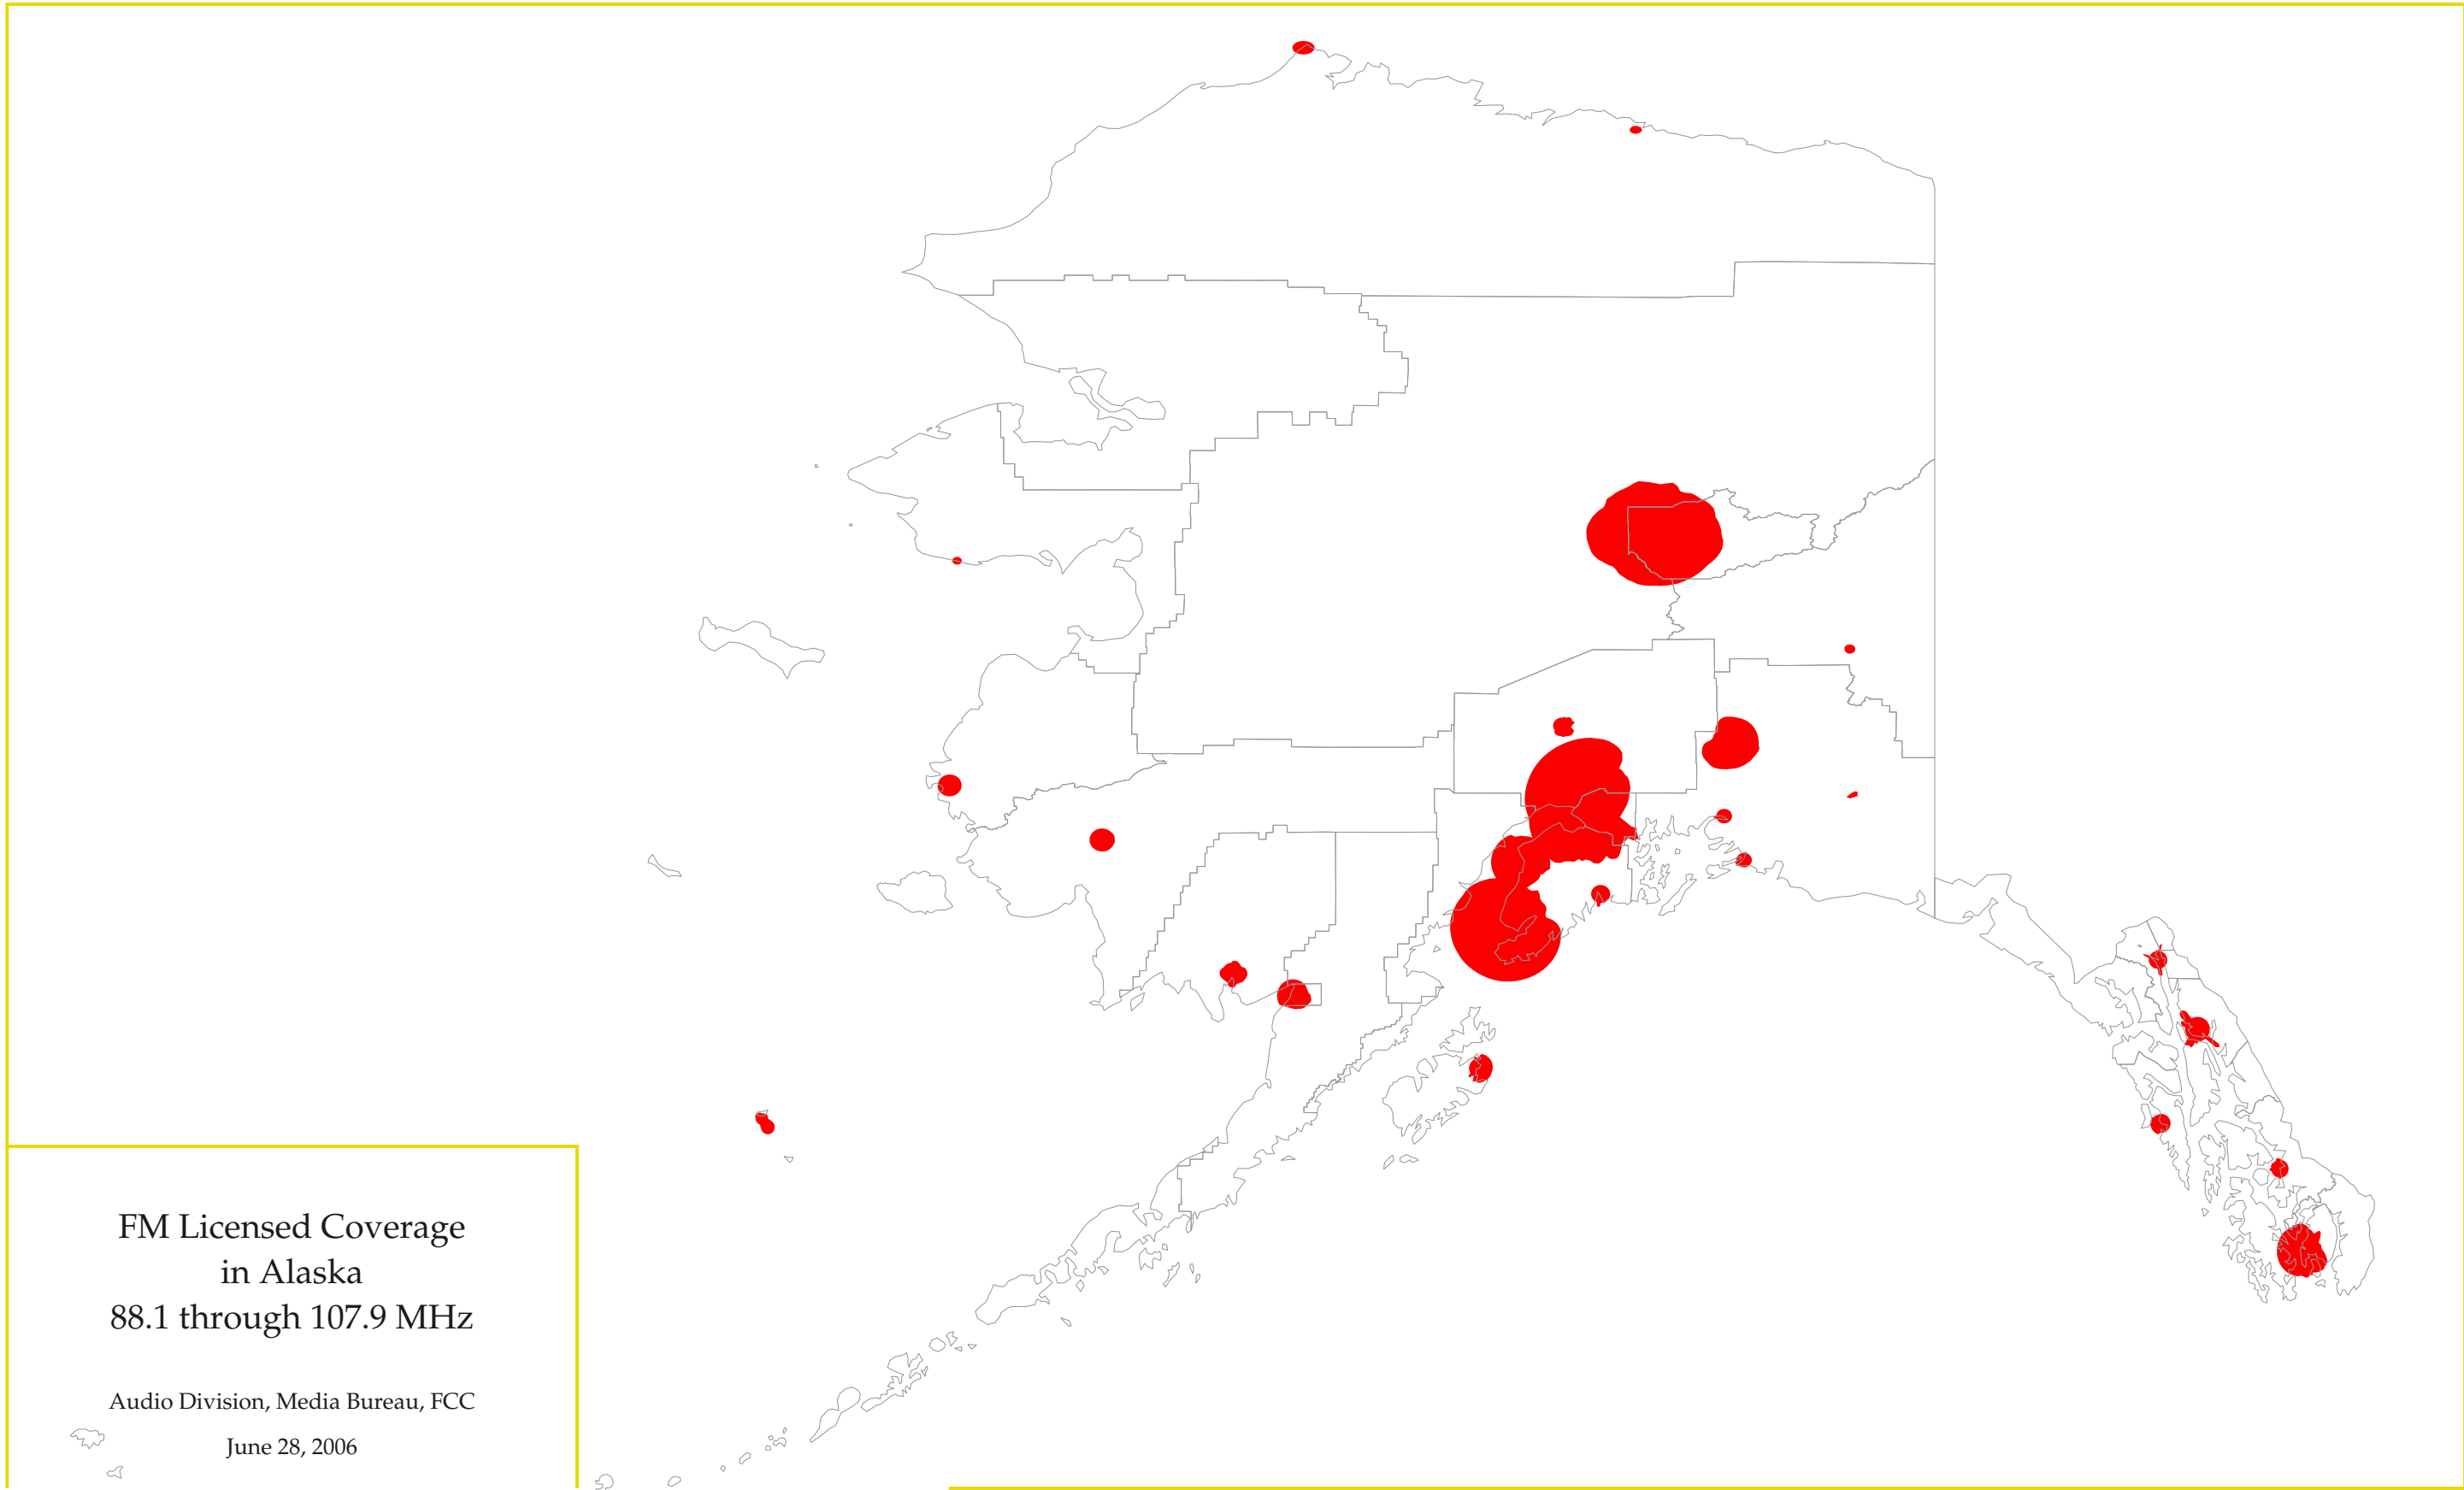 FM Licensed Coverage
in Alaska
88.1 through 107.9 MHz
Audio Division, Media Bureau, FCC
June 28, 2006